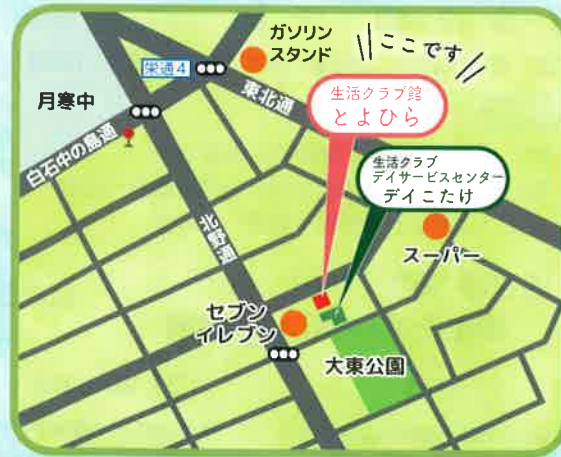 ガソリン
スタンド
ここです
栄通4
東北通
月寒中
生活クラブ館
とよひら
白石中の島通
生活クラブ
デイサービスセンター
デイこたけ
北野通
スーパー
セブン
イレブン
大東公園